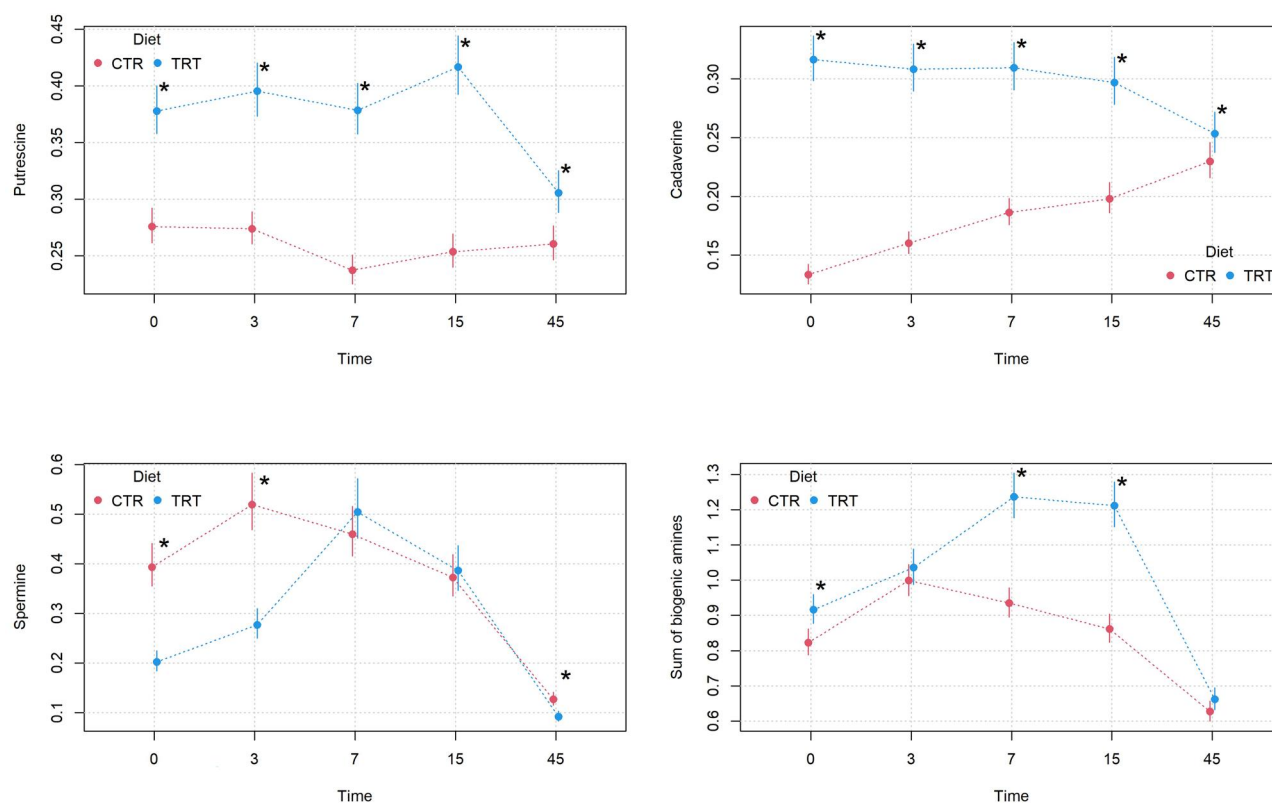 Diet
CTR TRT
* * * * *
Putrescine
0.45
0.40
0.35
0.30
0.25
0 3 7 15 45
Time
* * * * *
Cadaverine
0.30
0.25
0.20
0.15
Diet
CTR TRT
0 3 7 15 45
Time
Diet
CTR TRT
* * *
Spermine
0.6
0.5
0.4
0.3
0.2
0.1
0 3 7 15 45
Time
Diet
CTR TRT
* * *
Sum of biogenic amines
1.3
1.2
1.1
1.0
0.9
0.8
0.7
0.6
0 3 7 15 45
Time